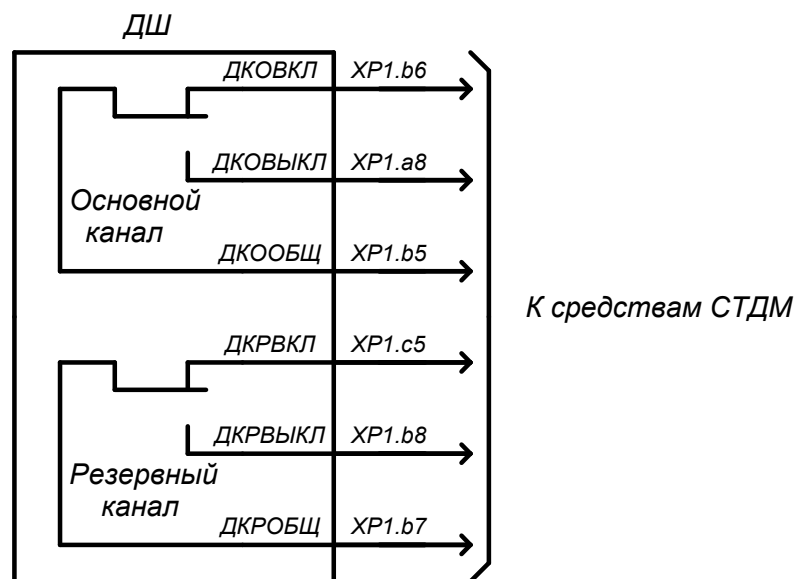 ДШ
ДКОВКЛ XP1.b6
ДКОВЫКЛ XP1.a8
Основной
канал
ДКООБЩ XP1.b5
К средствам СТДМ
ДКРВКЛ XP1.c5
ДКРВЫКЛ XP1.b8
Резервный
канал
ДКРОБЩ XP1.b7